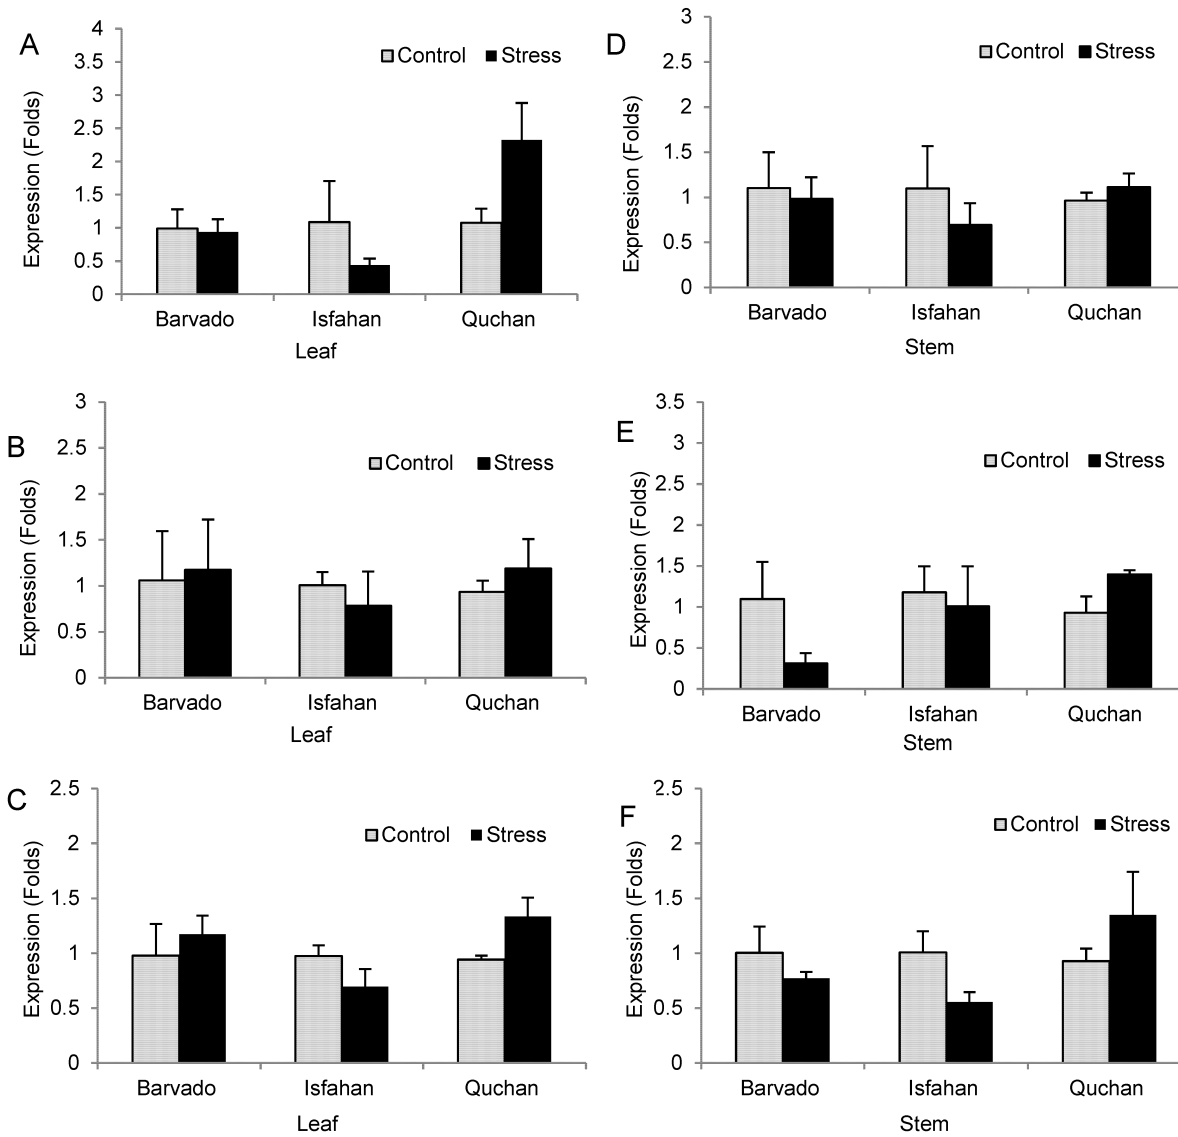 A
Expression (Folds)
4
3.5
3
2.5
2
1.5
1
0.5
0
Control Stress
Barvado Isfahan Quchan
Leaf
D
Expression (Folds)
3
2.5
2
1.5
1
0.5
0
Control Stress
Barvado Isfahan Quchan
Stem
B
Expression (Folds)
3
2.5
2
1.5
1
0.5
0
Control Stress
Barvado Isfahan Quchan
Leaf
E
Expression (Folds)
3.5
3
2.5
2
1.5
1
0.5
0
Control Stress
Barvado Isfahan Quchan
Stem
C
Expression (Folds)
2.5
2
1.5
1
0.5
0
Control Stress
Barvado Isfahan Quchan
Leaf
F
Expression (Folds)
2.5
2
1.5
1
0.5
0
Control Stress
Barvado Isfahan Quchan
Stem